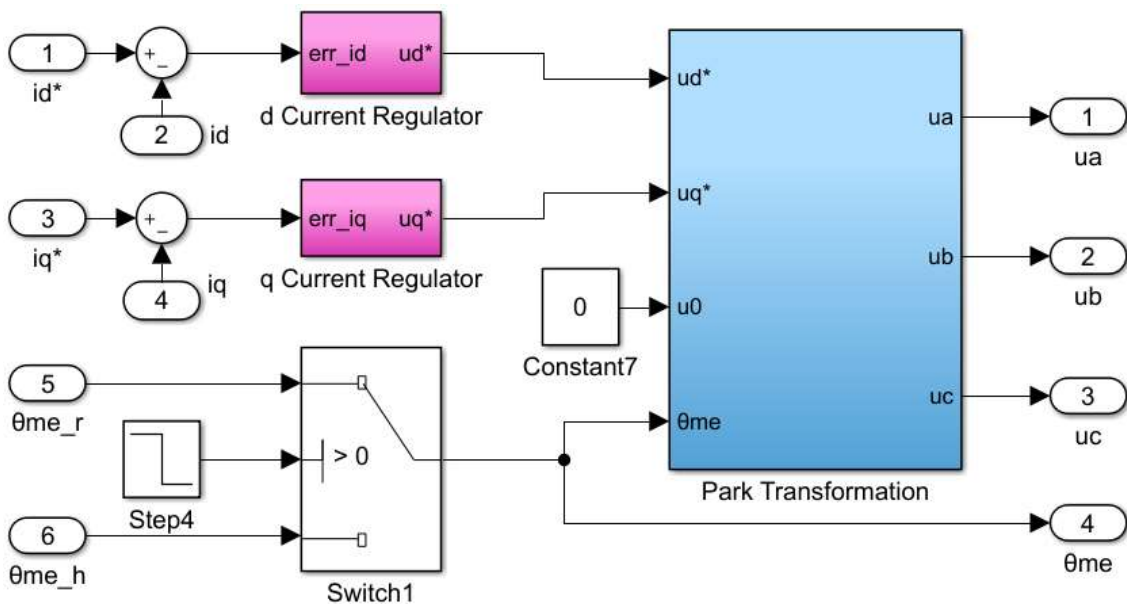 1
id*
+
_
2
id
err_id
ud*
d Current Regulator
3
iq*
+
_
4
iq
err_iq
uq*
q Current Regulator
5
θme_r
Step4
6
θme_h
> 0
Switch1
0
Constant7
ud*
uq*
u0
θme
ua
ub
uc
Park Transformation
1
ua
2
ub
3
uc
4
θme